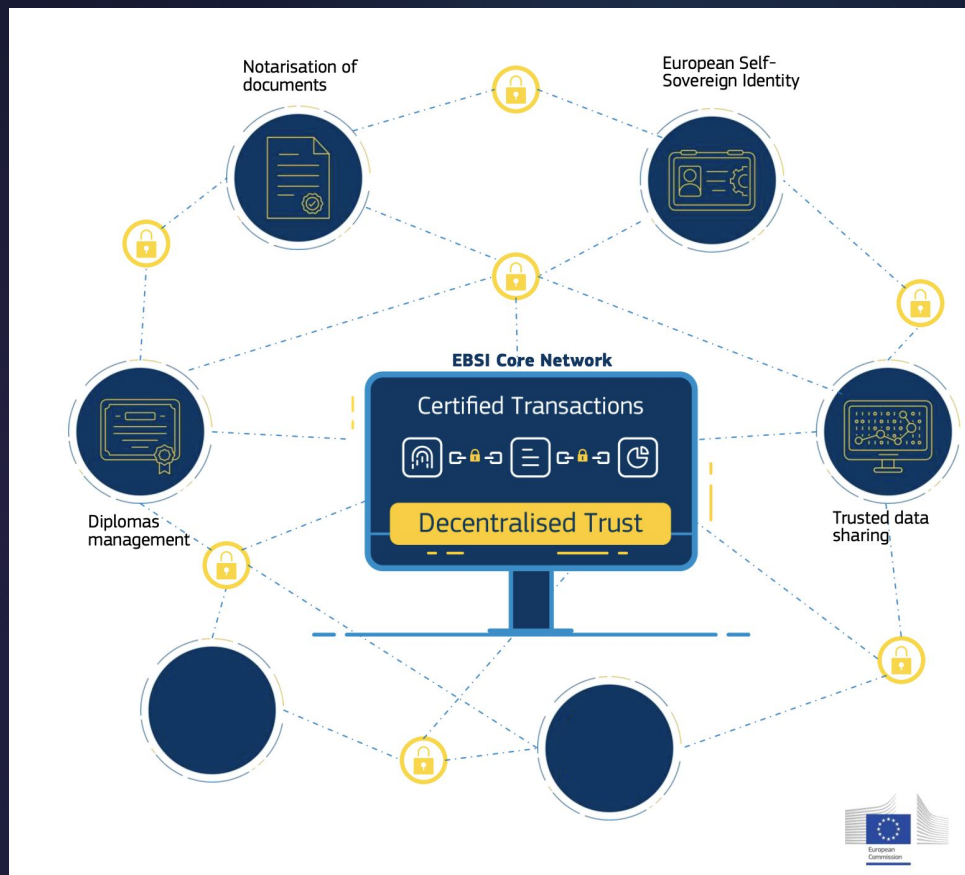 Notarisation of
documents
European Self-
Sovereign Identity
EBSI Core Network
Certified Transactions
Decentralised Trust
Diplomas
management
Trusted data
sharing
European
Commission